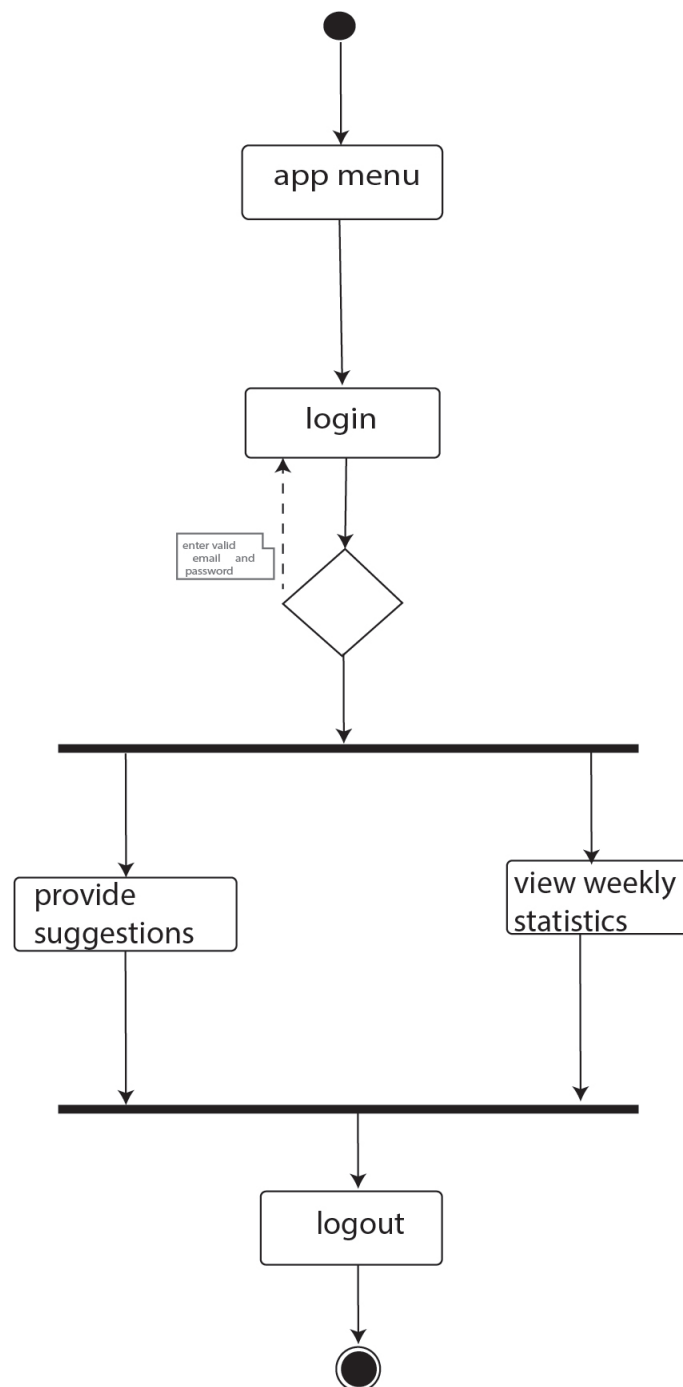 app menu
login
enter valid
email and
password
provide
suggestions
view weekly
statistics
logout